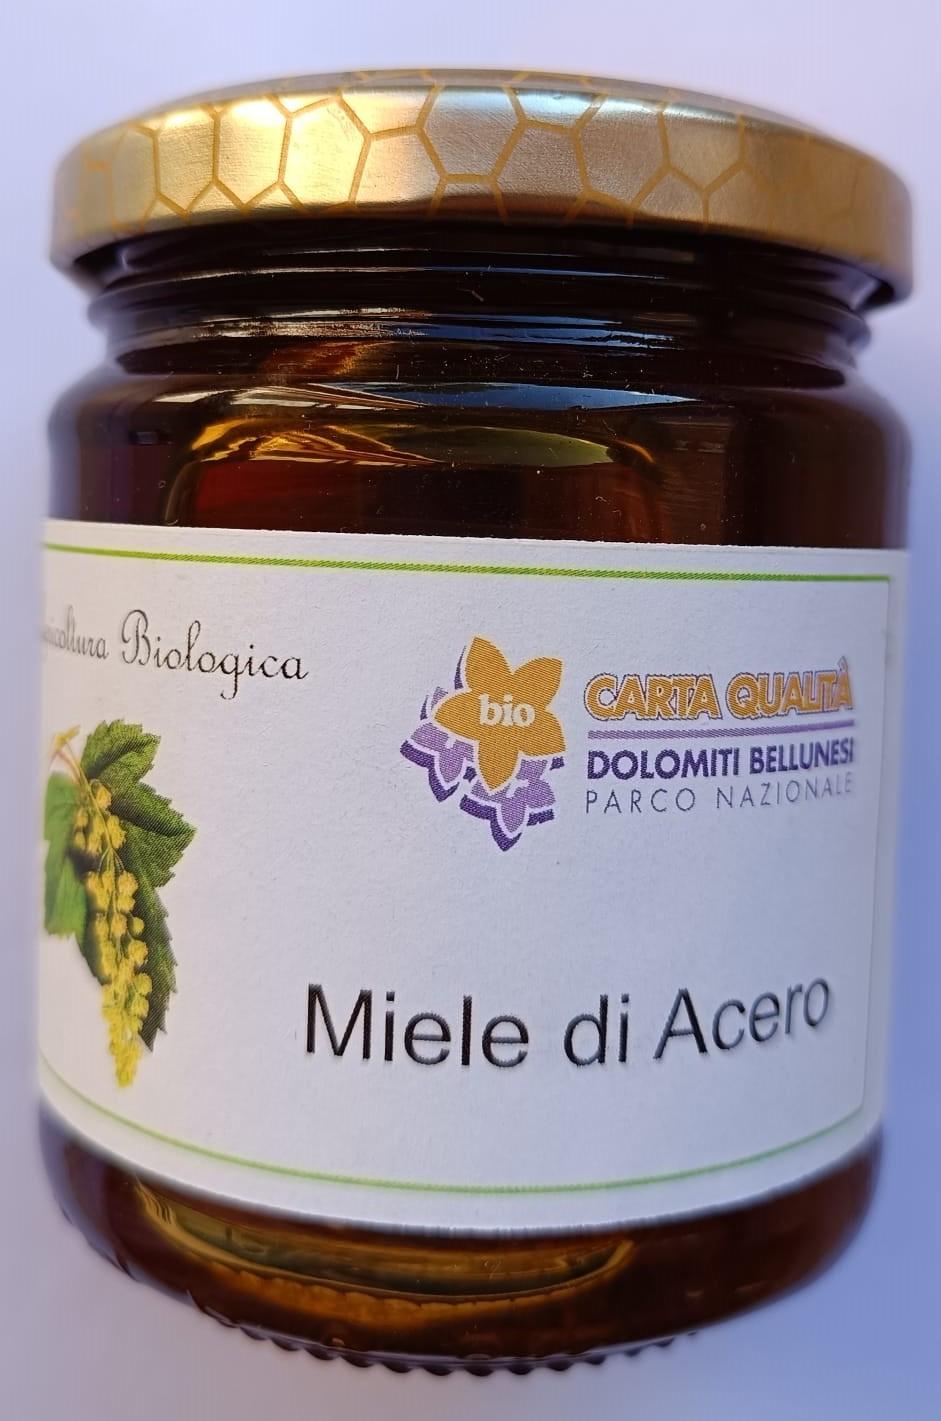 Biologica
bio
CARTA QUALITÀ
DOLOMITI BELLUNESI
PARCO NAZIONALE
Miele di Acero